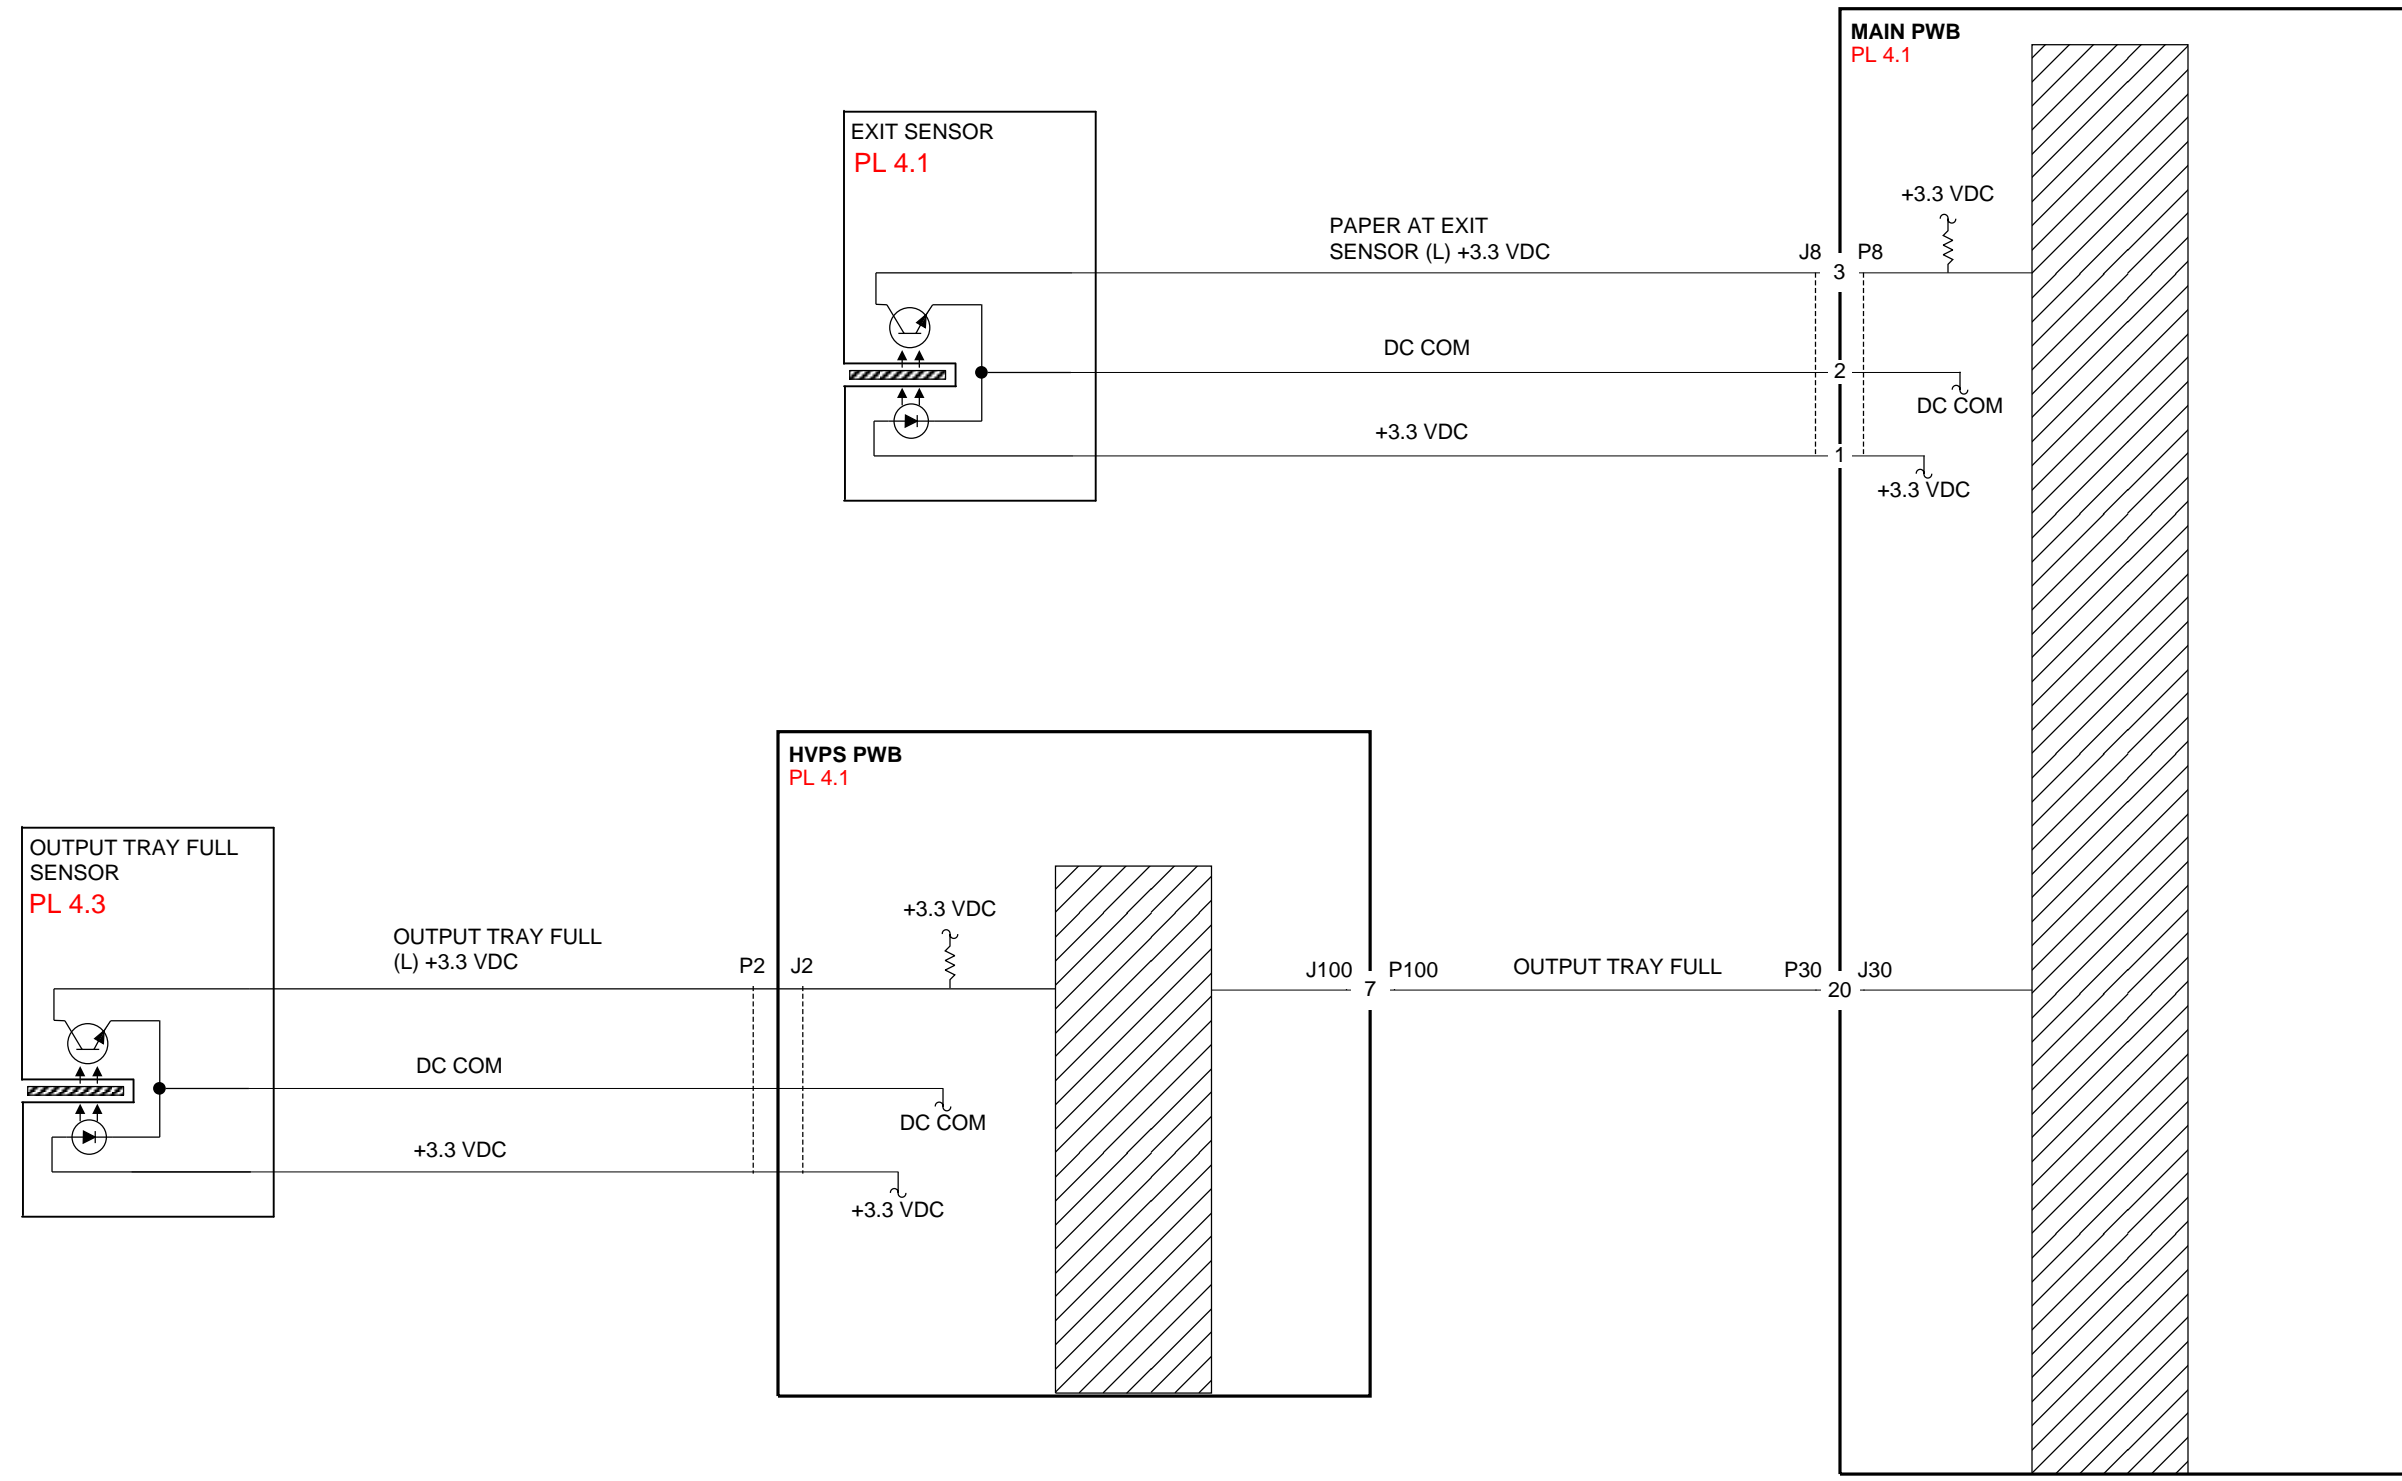 MAIN PWB
PL 4.1
EXIT SENSOR
PL 4.1
+3.3 VDC
PAPER AT EXIT
SENSOR (L) +3.3 VDC
J8
P8
3
DC COM
2
DC COM
+3.3 VDC
1
+3.3 VDC
HVPS PWB
PL 4.1
OUTPUT TRAY FULL
SENSOR
PL 4.3
+3.3 VDC
OUTPUT TRAY FULL
(L) +3.3 VDC
P2
J2
J100
P100
7
OUTPUT TRAY FULL
P30
J30
20
DC COM
DC COM
+3.3 VDC
+3.3 VDC